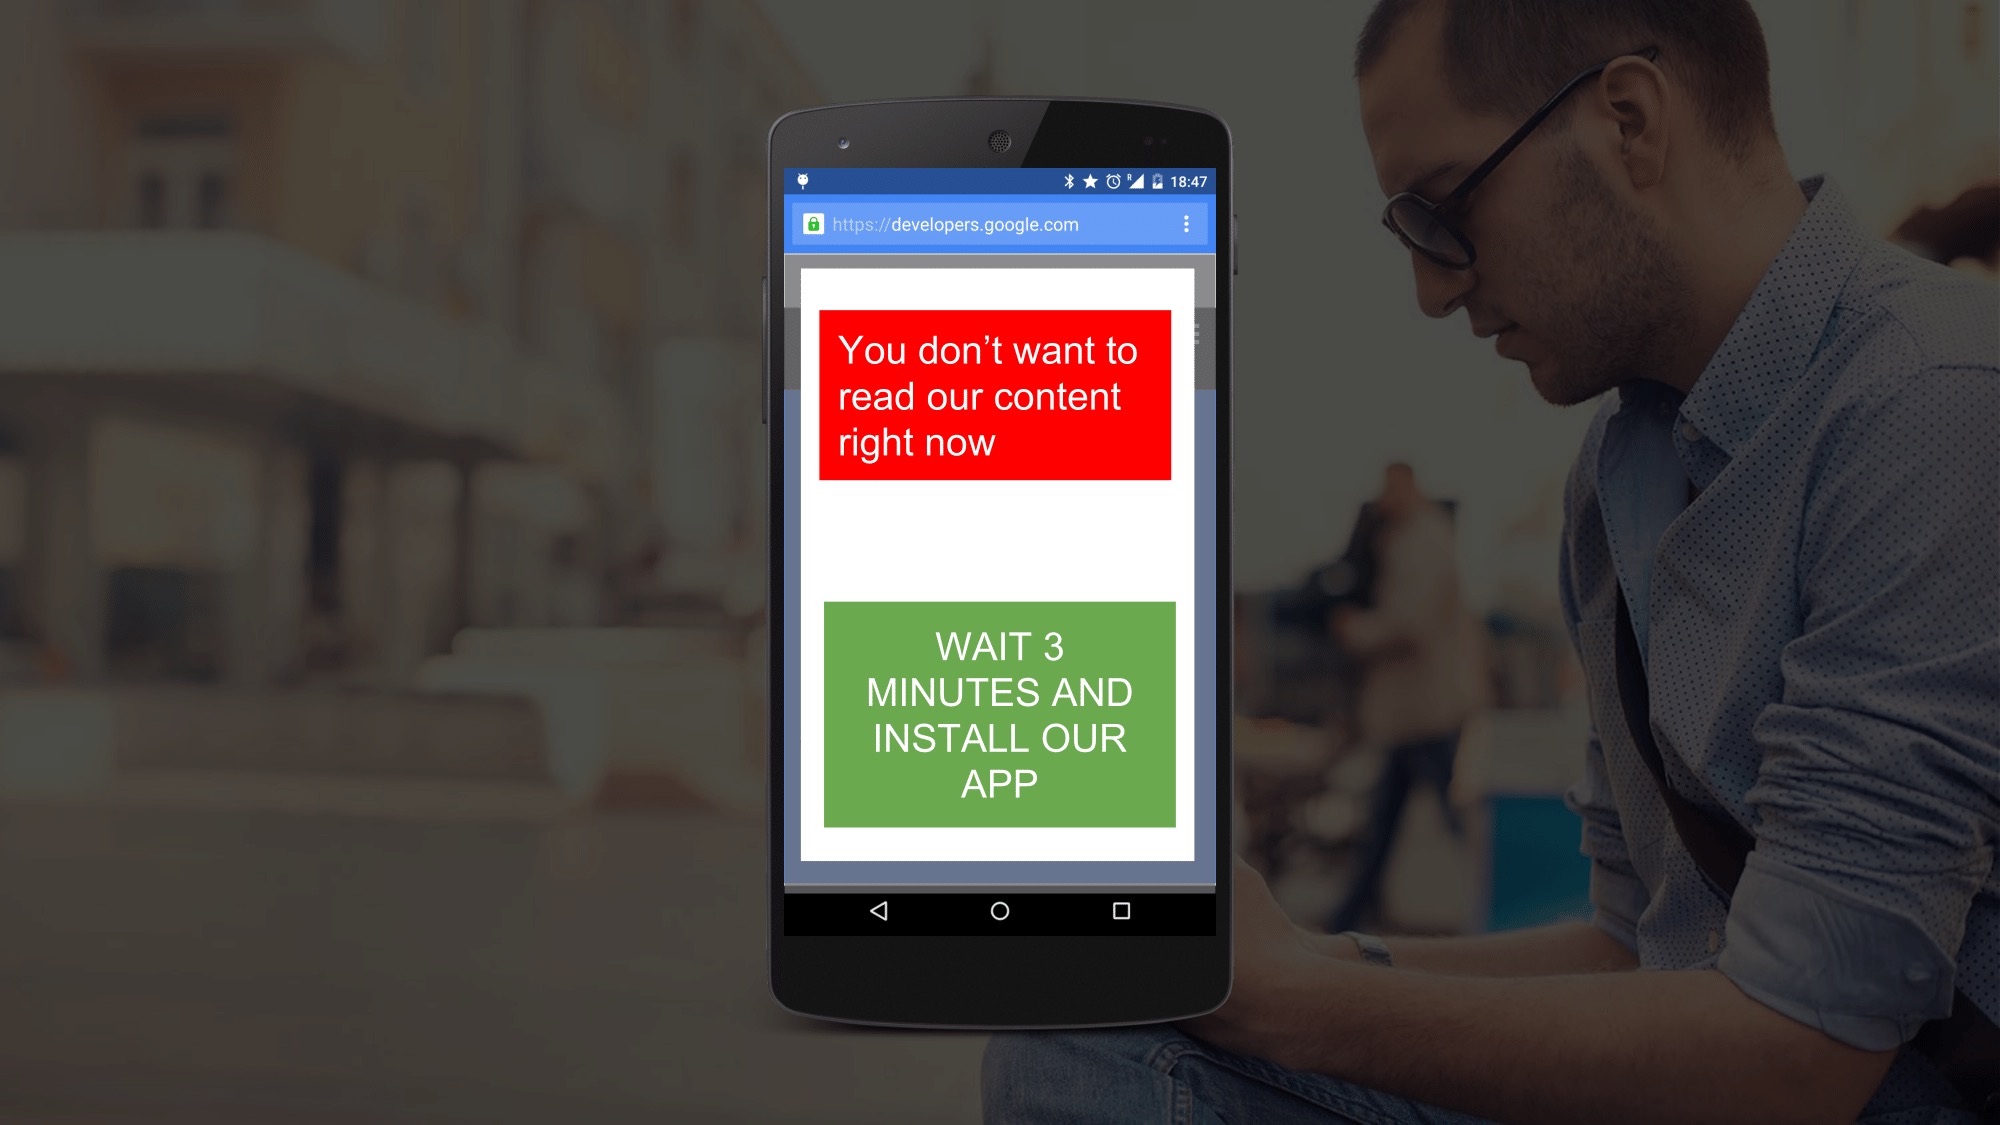 18:47
https://developers.google.com
You don’t want to
read our content
right now
WAIT 3
MINUTES AND
INSTALL OUR
APP